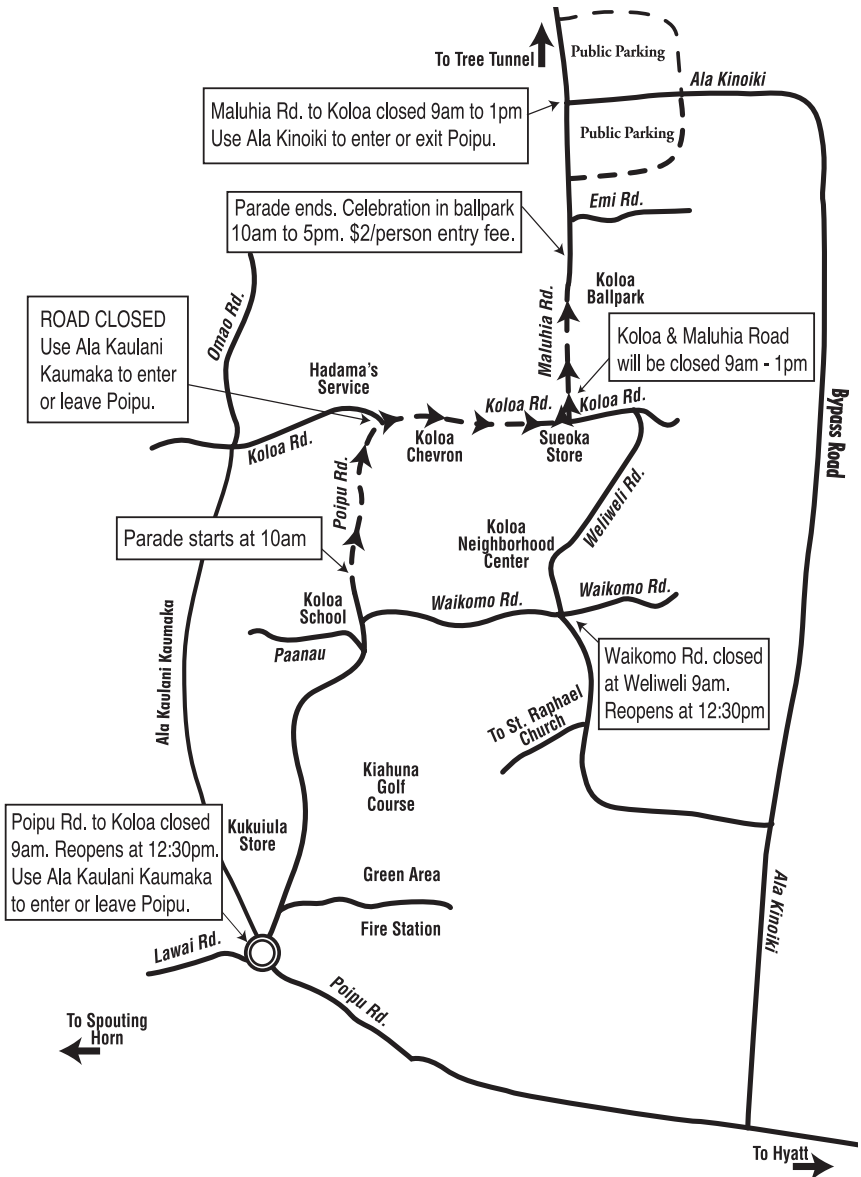 Public Parking
To Tree Tunnel
Ala Kinoiki
Maluhia Rd. to Koloa closed 9am to 1pm
Use Ala Kinoiki to enter or exit Poipu.
Public Parking
Emi Rd.
Parade ends. Celebration in ballpark
10am to 5pm. $2/person entry fee.
Koloa
Ballpark
Omao Rd.
Maluhia Rd.
ROAD CLOSED
Use Ala Kaulani
Kaumaka to enter
or leave Poipu.
Koloa & Maluhia Road
will be closed 9am - 1pm
Hadama's
Service
Koloa Rd.
Koloa Rd.
Bypass Road
Koloa Rd.
Koloa
Chevron
Sueoka
Store
Poipu Rd.
Weliweli Rd.
Parade starts at 10am
Koloa
Neighborhood
Center
Koloa
School
Waikomo Rd.
Waikomo Rd.
Paanau
Ala Kaulani Kaumaka
Waikomo Rd. closed
at Weliweli 9am.
Reopens at 12:30pm
To St. Raphael
Church
Kiahuna
Golf
Course
Poipu Rd. to Koloa closed
9am. Reopens at 12:30pm.
Use Ala Kaulani Kaumaka
to enter or leave Poipu.
Kukuiula
Store
Green Area
Fire Station
Ala Kinoiki
Lawai Rd.
Poipu Rd.
To Spouting
Horn
To Hyatt